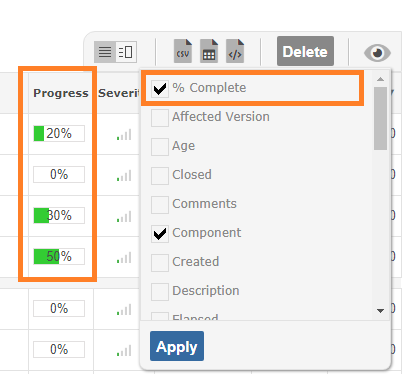 CSV
Delete
Progress
Severit
% Complete
Affected Version
20%
Age
0%
Closed
Comments
30%
Component
50%
Created
Description
0%
Elapsed
Apply
0%